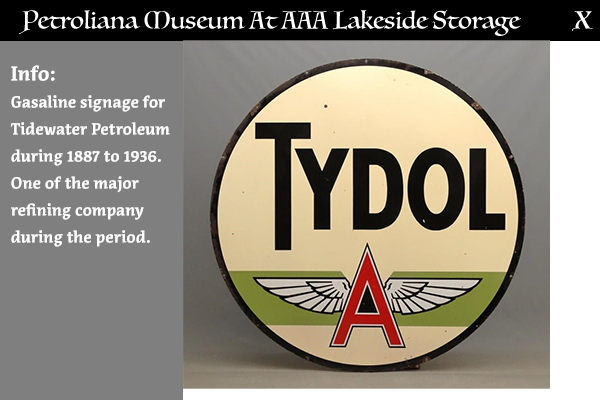 Petroliana Museum At AAA Lakeside Storage X
Info:
Gasaline signage for
Tidewater Petroleum
during 1887 to 1936.
One of the major
refining company
during the period.
TYDOL
A